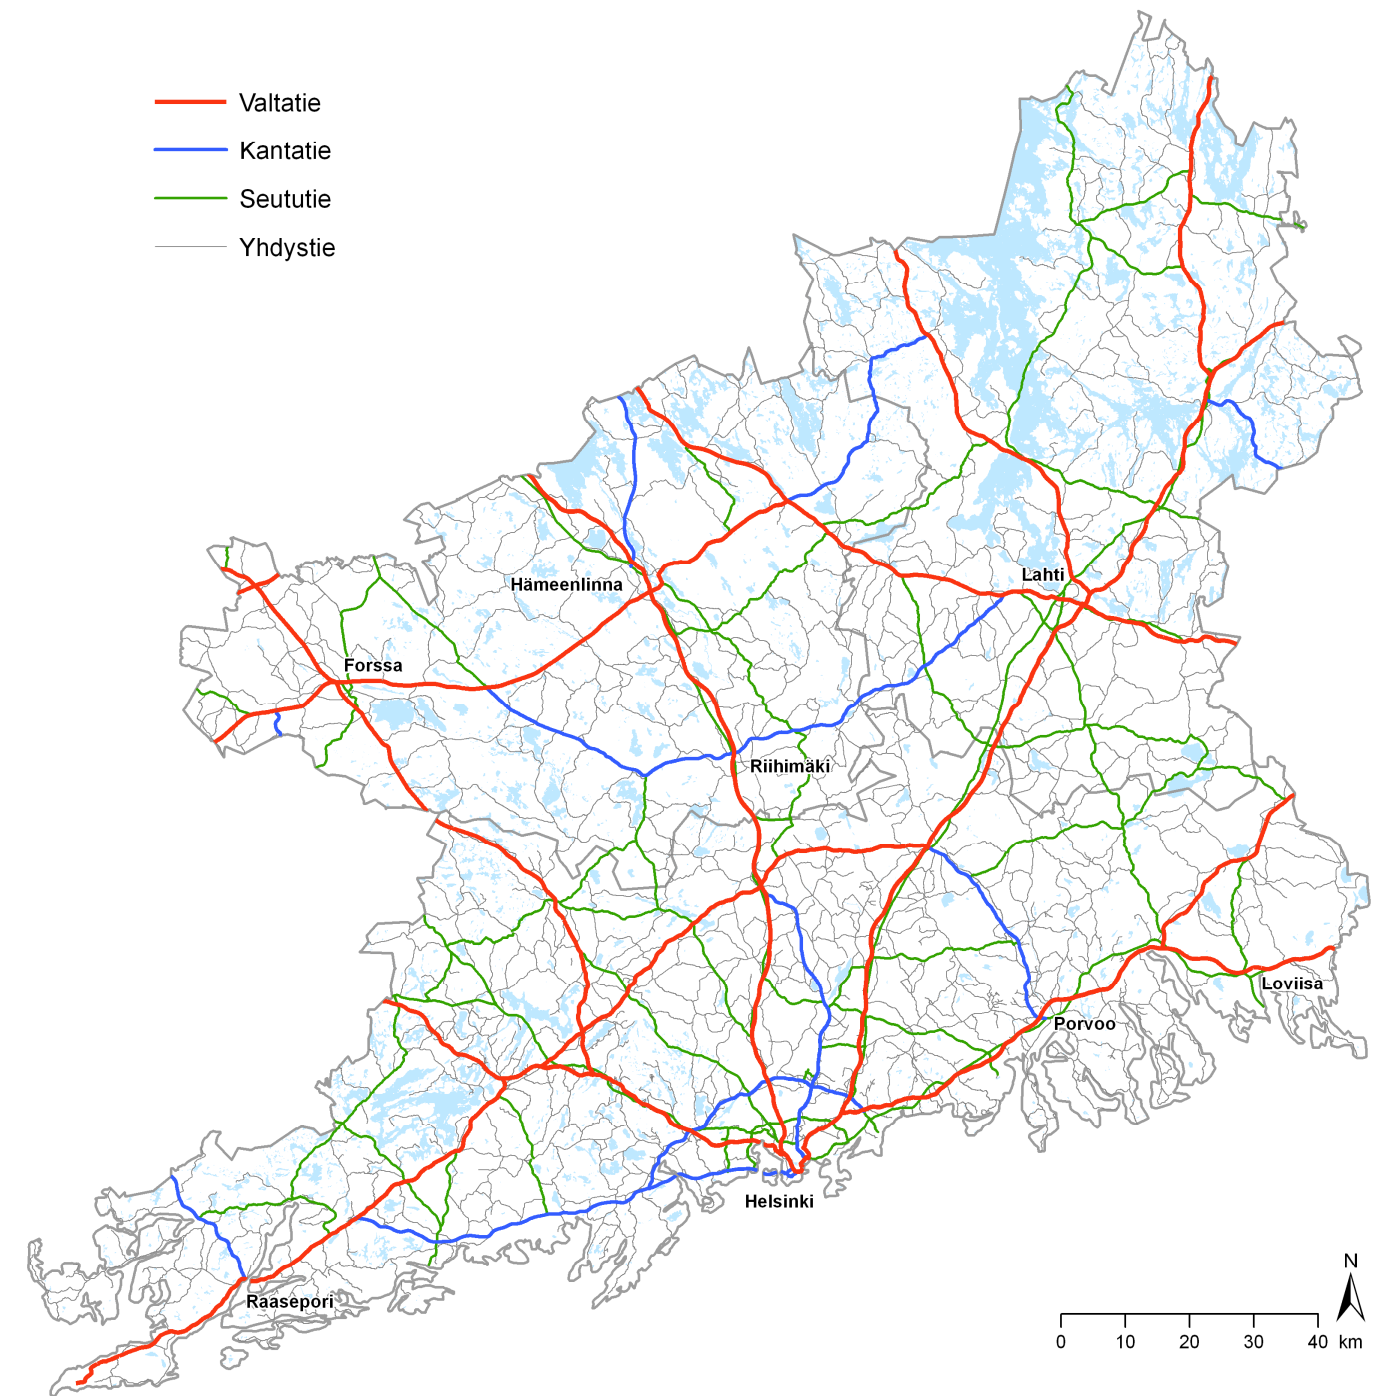 Valtatie
Kantatie
Seututie
Yhdystie
Hämeenlinna
Lahti
Forssa
Riihimäki
Loviisa
Porvoo
Helsinki
Raasepori
N
0 10 20 30 40 km